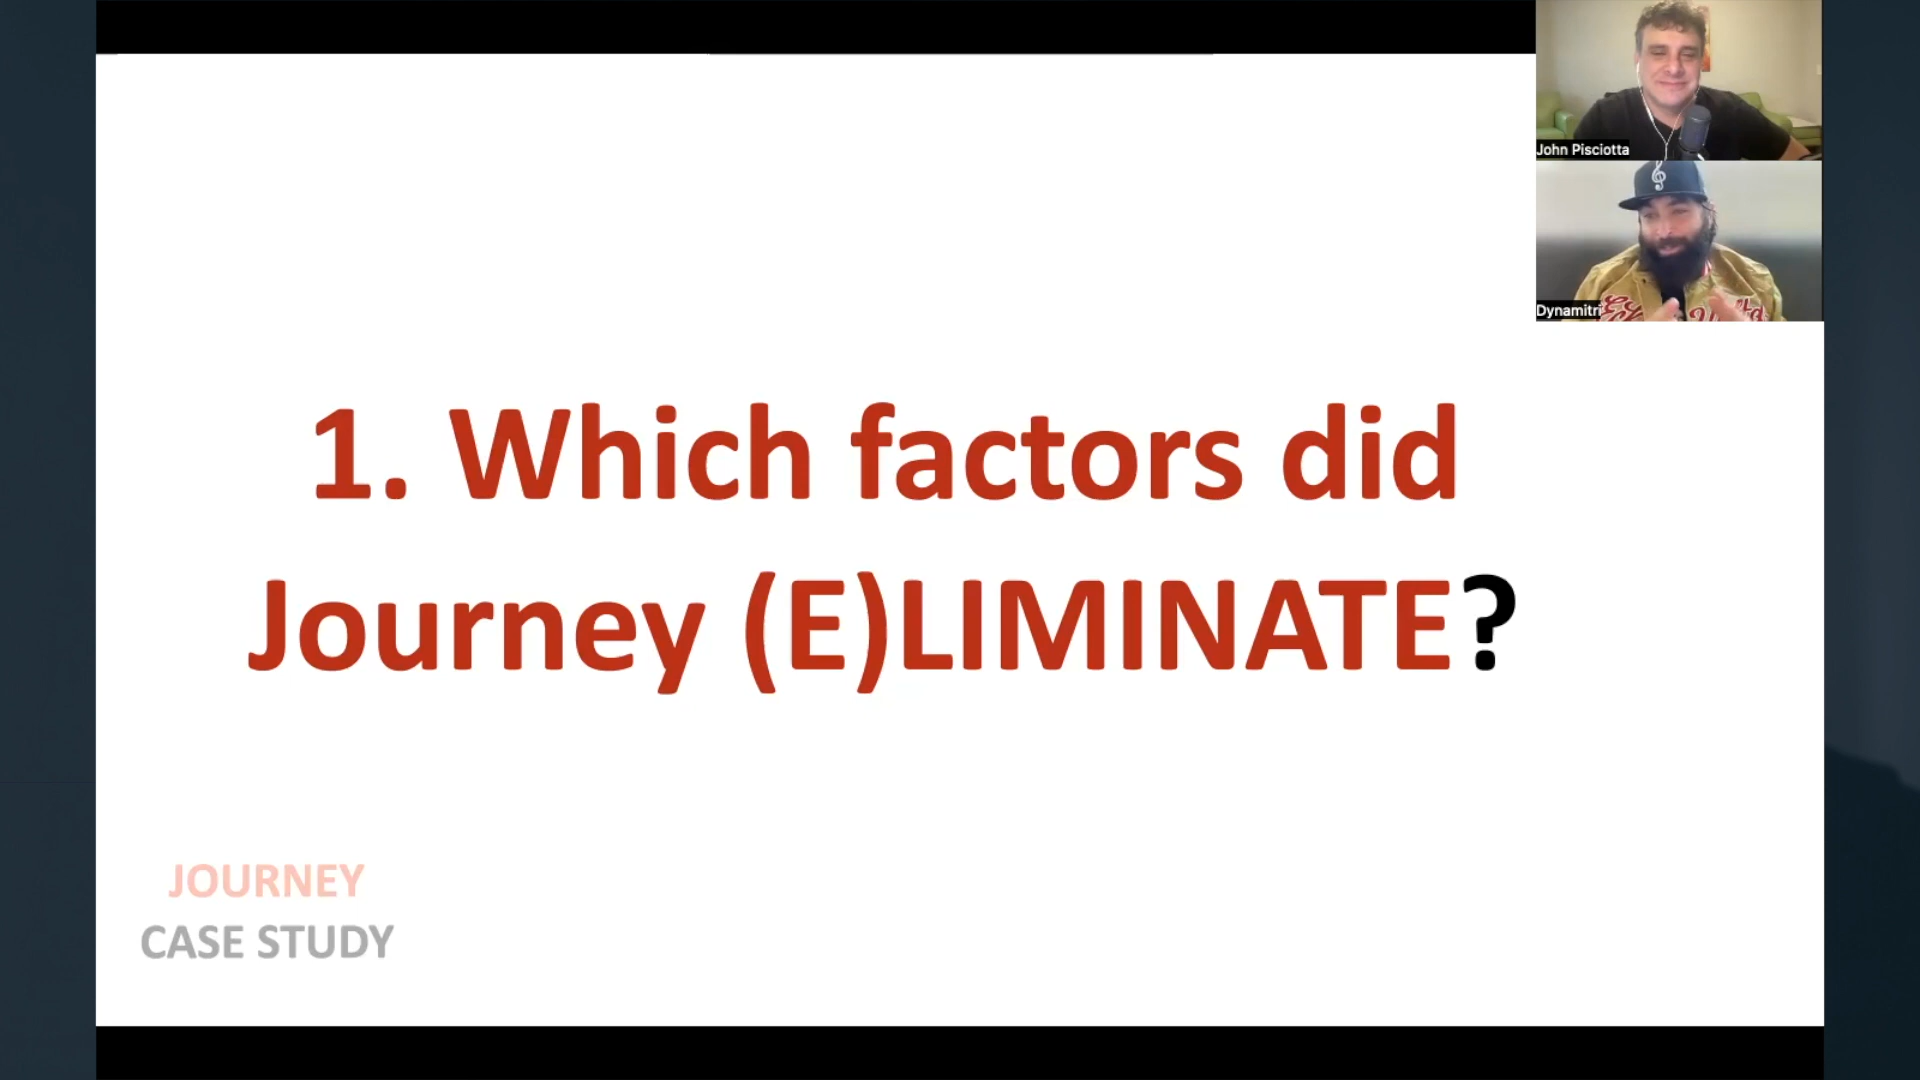 John Pisciotta
Dynamitri
1. Which factors did
Journey (E)LIMINATE?
JOURNEY
CASE STUDY